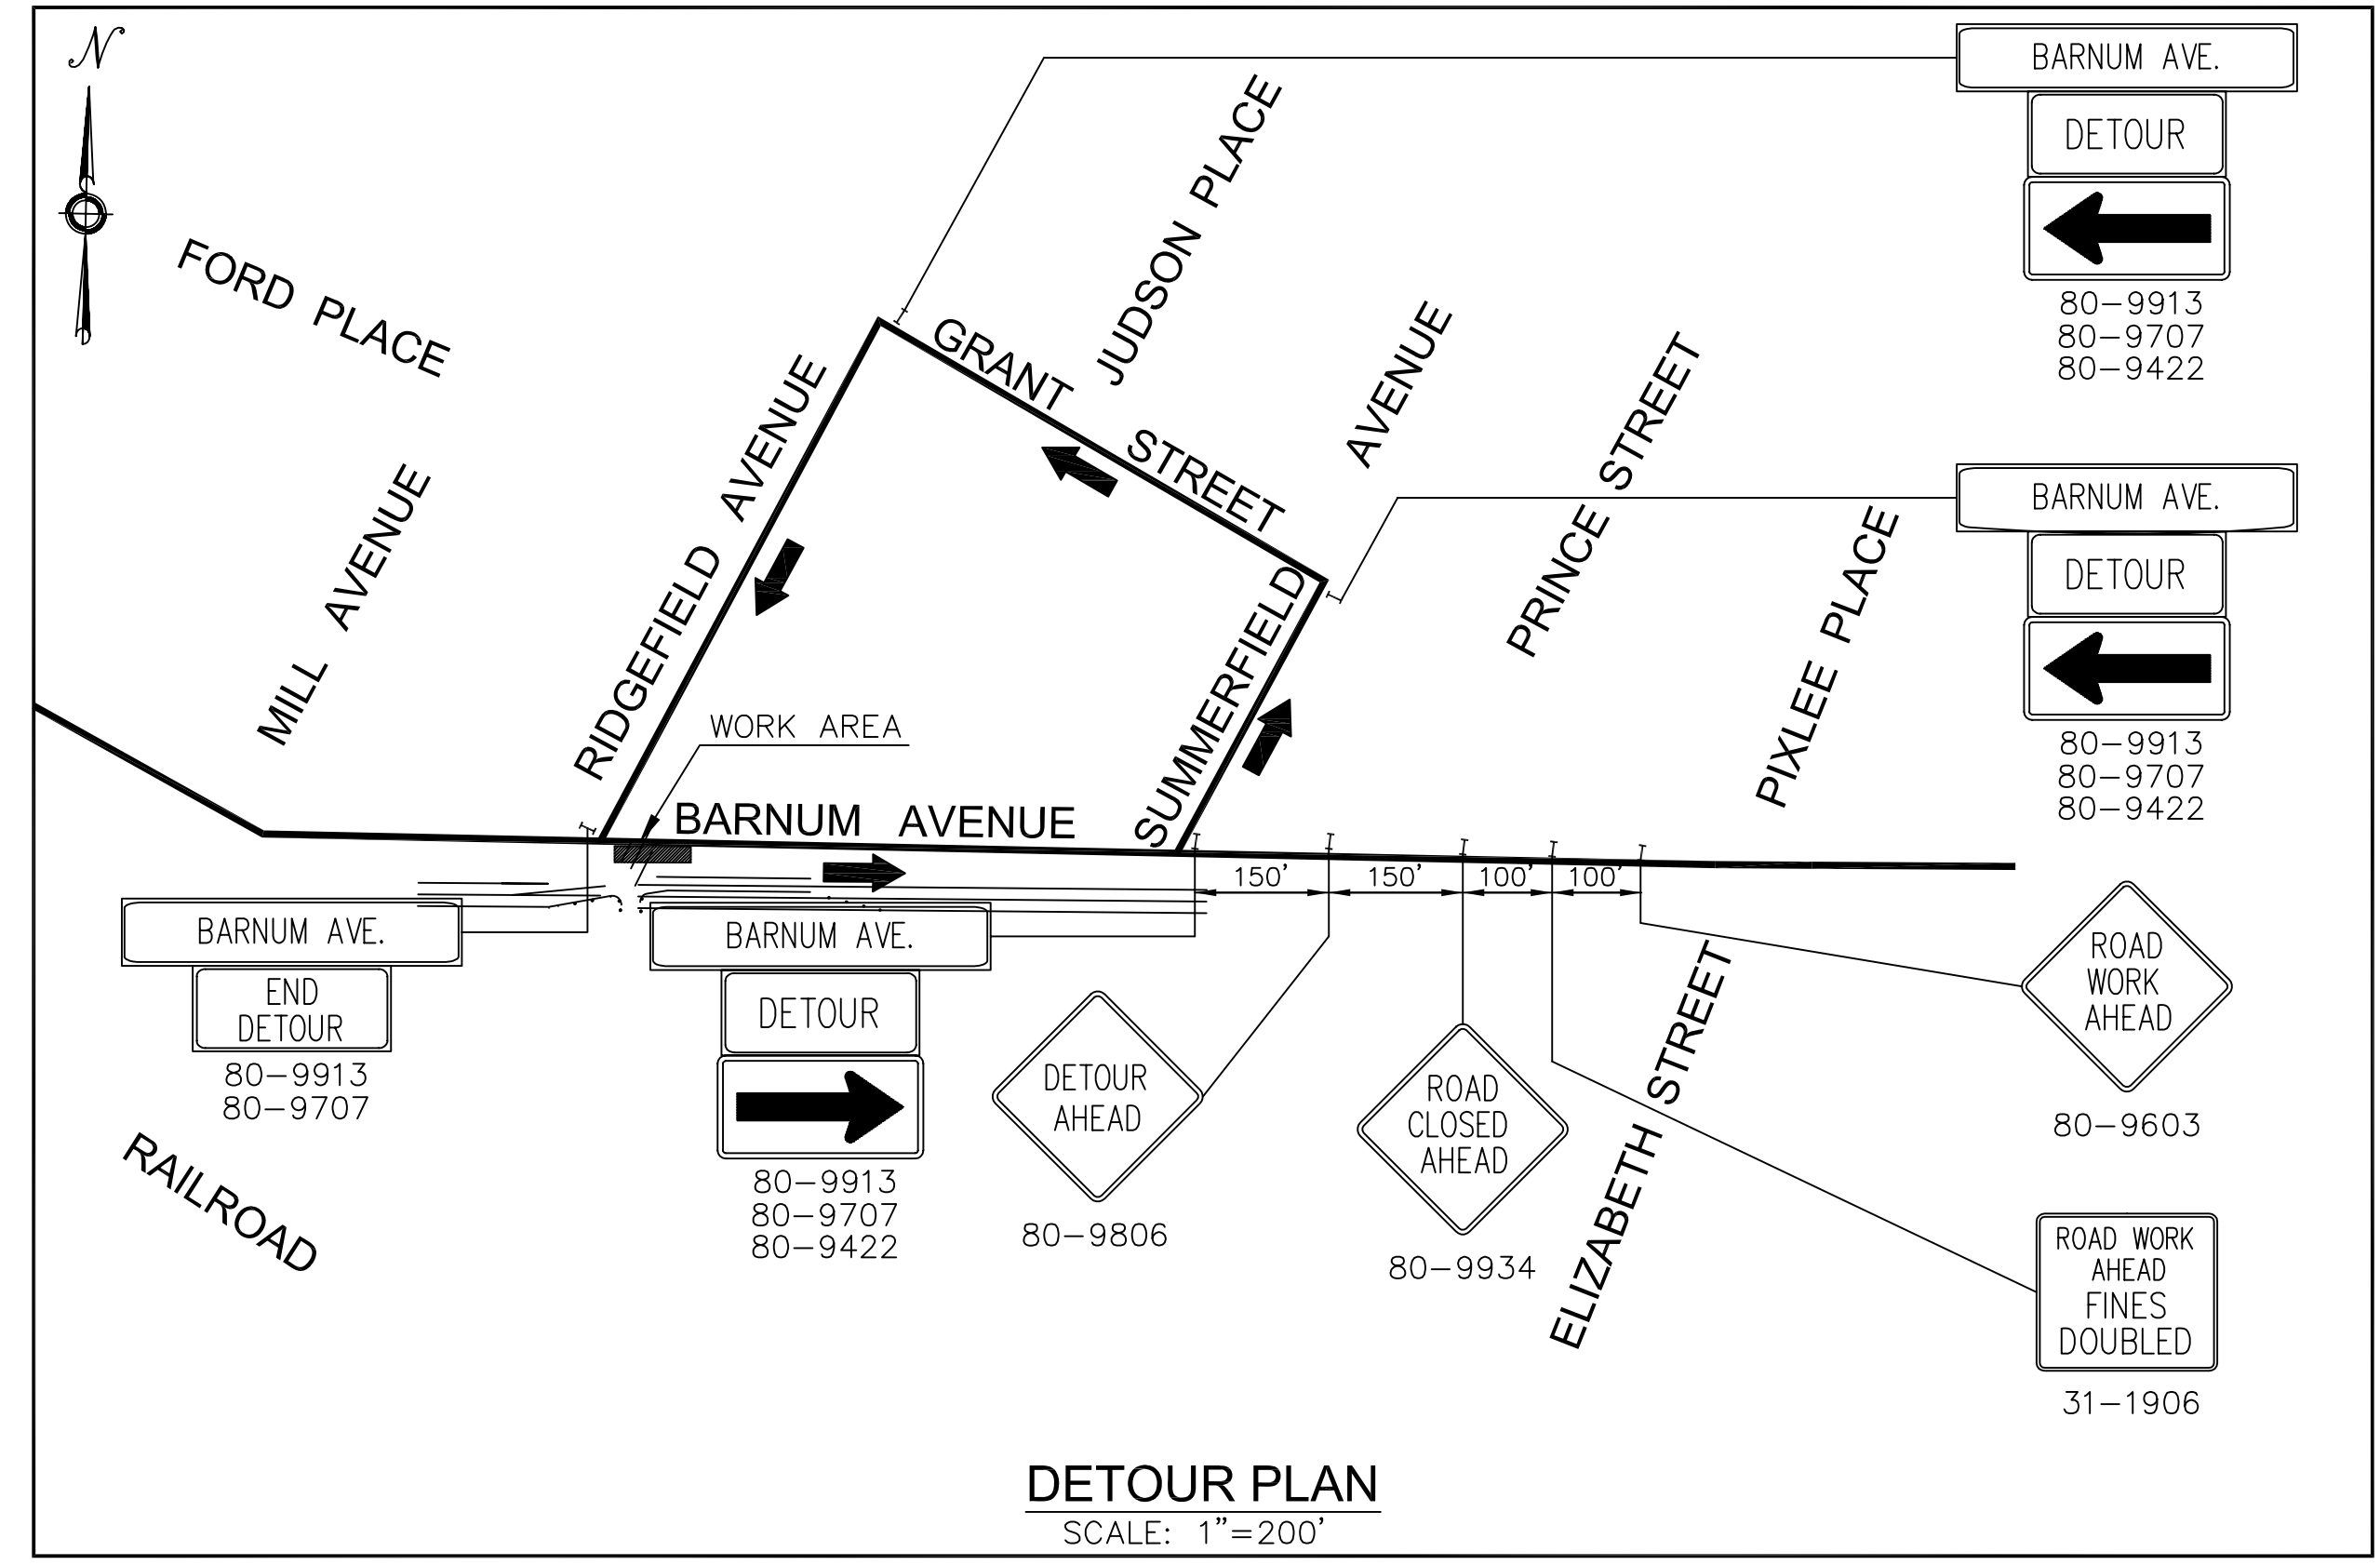 N
BARNUM AVE.
DETOUR
80-9913
80-9707
80-9422
FORD PLACE
JUDSON PLACE
GRANT STREET
RIDGEFIELD AVENUE
MILL AVENUE
SUMMERFIELD AVENUE
PRINCE STREET
PIXLEE PLACE
BARNUM AVE.
DETOUR
80-9913
80-9707
80-9422
WORK AREA
BARNUM AVENUE
150'
150'
100'
100'
BARNUM AVE.
END
DETOUR
80-9913
80-9707
BARNUM AVE.
DETOUR
80-9913
80-9707
80-9422
DETOUR
AHEAD
80-9806
ROAD
CLOSED
AHEAD
80-9934
ELIZABETH STREET
ROAD
WORK
AHEAD
80-9603
ROAD WORK
AHEAD
FINES
DOUBLED
31-1906
RAILROAD
DETOUR PLAN
SCALE: 1"=200'